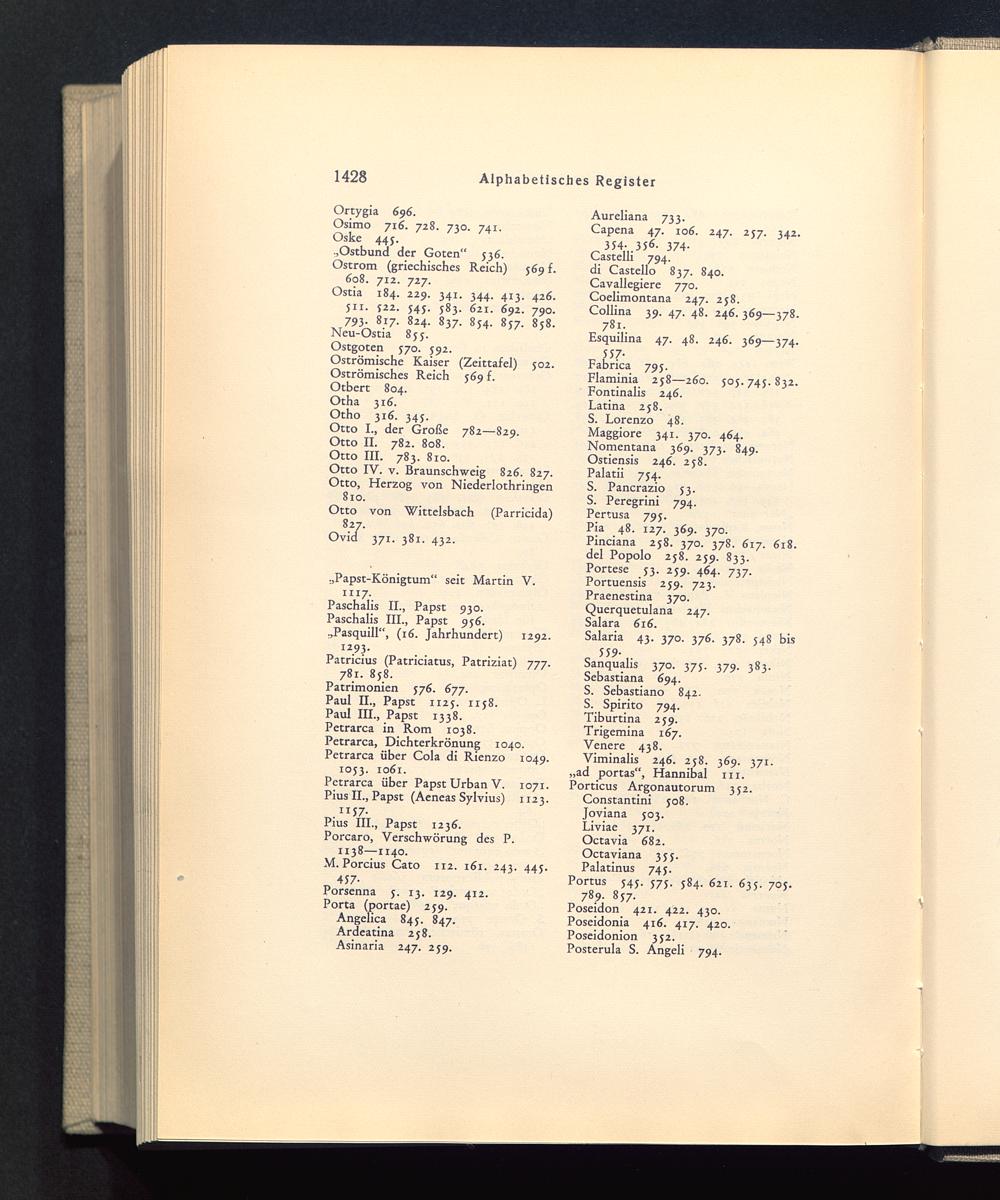 1428
Alphabetisches Register
Ortygia 696.
Osimo 716. 728. 730. 741.
Oske 445.
„Ostbund der Goten“ 536.
Ostrom (griechisches Reich) 569 f.
608. 712. 727.
Ostia 184. 229. 341. 344. 413. 426.
511. 522. 545. 583. 621. 692. 790.
793. 817. 824. 837. 854. 857. 858.
Neu-Ostia 855.
Ostgoten 570. 592.
Oströmische Kaiser (Zeittafel) 502.
Oströmisches Reich 569 f.
Otbert 804.
Otha 316.
Otho 316. 345.
Otto I., der Große 782—829.
Otto II. 782. 808.
Otto III. 783. 810.
Otto IV. v. Braunschweig 826. 827.
Otto, Herzog von Niederlothringen
810.
Otto von Wittelsbach (Parricida)
827.
Ovid 371. 381. 432.
„Papst-Königtum“ seit Martin V.
1117.
Paschalis II., Papst 930.
Paschalis III., Papst 956.
„Pasquill“, (16. Jahrhundert) 1292.
1293.
Patricius (Patriciatus, Patriziat) 777.
781. 858.
Patrimonien 576. 677.
Paul II., Papst 1125. 1158.
Paul III., Papst 1338.
Petrarca in Rom 1038.
Petrarca, Dichterkrönung 1040.
Petrarca über Cola di Rienzo 1049.
1053. 1061.
Petrarca über Papst Urban V. 1071.
Pius II., Papst (Aeneas Sylvius) 1123.
1157.
Pius III., Papst 1236.
Porcaro, Verschwörung des P.
1138—1140.
M. Porcius Cato 112. 161. 243. 445.
457.
Porsenna 5. 13. 129. 412.
Porta (portae) 259.
Angelica 845. 847.
Ardeatina 258.
Asinaria 247. 259.
Aureliana 733.
Capena 47. 106. 247. 257. 342.
354. 356. 374.
Castelli 794.
di Castello 837. 840.
Cavallegiere 770.
Coelimontana 247. 258.
Collina 39. 47. 48. 246. 369—378.
781.
Esquilina 47. 48. 246. 369—374.
557.
Fabrica 795.
Flaminia 258—260. 505. 745. 832.
Fontinalis 246.
Latina 258.
S. Lorenzo 48.
Maggiore 341. 370. 464.
Nomentana 369. 373. 849.
Ostiensis 246. 258.
Palatii 754.
S. Pancrazio 53.
S. Peregrini 794.
Pertusa 795.
Pia 48. 127. 369. 370.
Pinciana 258. 370. 378. 617. 618.
del Popolo 258. 259. 833.
Portese 53. 259. 464. 737.
Portuensis 259. 723.
Praenestina 370.
Querquetulana 247.
Salara 616.
Salaria 43. 370. 376. 378. 548 bis
559.
Sanqualis 370. 375. 379. 383.
Sebastiana 694.
S. Sebastiano 842.
S. Spirito 794.
Tiburtina 259.
Trigemina 167.
Venere 438.
Viminalis 246. 258. 369. 371.
„ad portas“, Hannibal 111.
Porticus Argonautorum 352.
Constantini 508.
Joviana 503.
Liviae 371.
Octavia 682.
Octaviana 355.
Palatinus 745.
Portus 545. 575. 584. 621. 635. 705.
789. 857.
Poseidon 421. 422. 430.
Poseidonia 416. 417. 420.
Poseidonion 352.
Posterula S. Angeli 794.